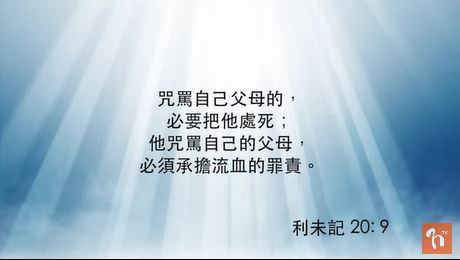 咒罵自己父母的，
必要把他處死；
他咒罵自己的父母，
必須承擔流血的罪責。
利未記 20:9
TV